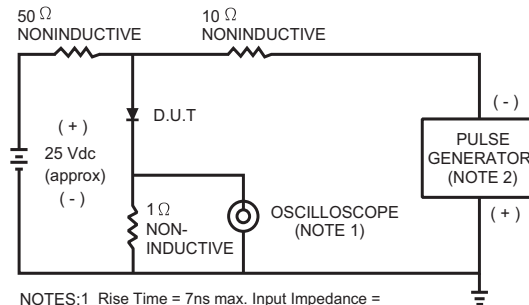 50 Ω
NONINDUCTIVE
10 Ω
NONINDUCTIVE
D.U.T
( + )
25 Vdc
(approx)
( - )
1 Ω
NON-
INDUCTIVE
OSCILLOSCOPE
(NOTE 1)
( - )
PULSE
GENERATOR
(NOTE 2)
( + )
NOTES:1 Rise Time = 7ns max. Input Impedance =